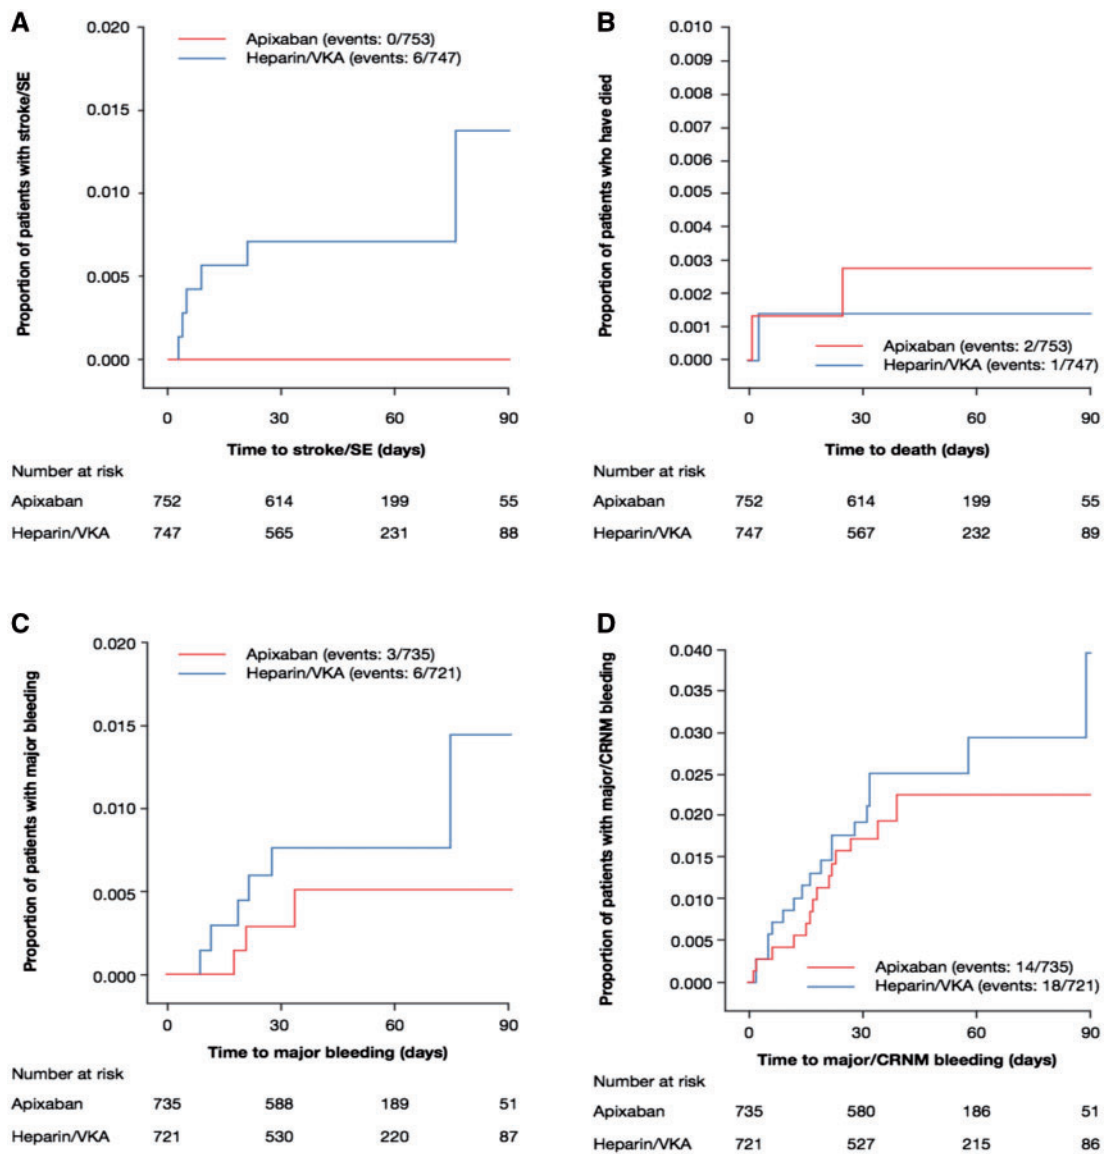 A
Proportion of patients with stroke/SE
Apixaban (events: 0/753)
Heparin/VKA (events: 6/747)
0.020
0.015
0.010
0.005
0.000
0 30 60 90
Time to stroke/SE (days)
Number at risk
Apixaban 752 614 199 55
Heparin/VKA 747 565 231 88
B
Proportion of patients who have died
0.010
0.009
0.008
0.007
0.006
0.005
0.004
0.003
0.002
0.001
0.000
Apixaban (events: 2/753)
Heparin/VKA (events: 1/747)
0 30 60 90
Time to death (days)
Number at risk
Apixaban 752 614 199 55
Heparin/VKA 747 567 232 89
C
Proportion of patients with major bleeding
Apixaban (events: 3/735)
Heparin/VKA (events: 6/721)
0.020
0.015
0.010
0.005
0.000
0 30 60 90
Time to major bleeding (days)
Number at risk
Apixaban 735 588 189 51
Heparin/VKA 721 530 220 87
D
Proportion of patients with major/CRNM bleeding
0.040
0.035
0.030
0.025
0.020
0.015
0.010
0.005
0.000
Apixaban (events: 14/735)
Heparin/VKA (events: 18/721)
0 30 60 90
Time to major/CRNM bleeding (days)
Number at risk
Apixaban 735 580 186 51
Heparin/VKA 721 527 215 86